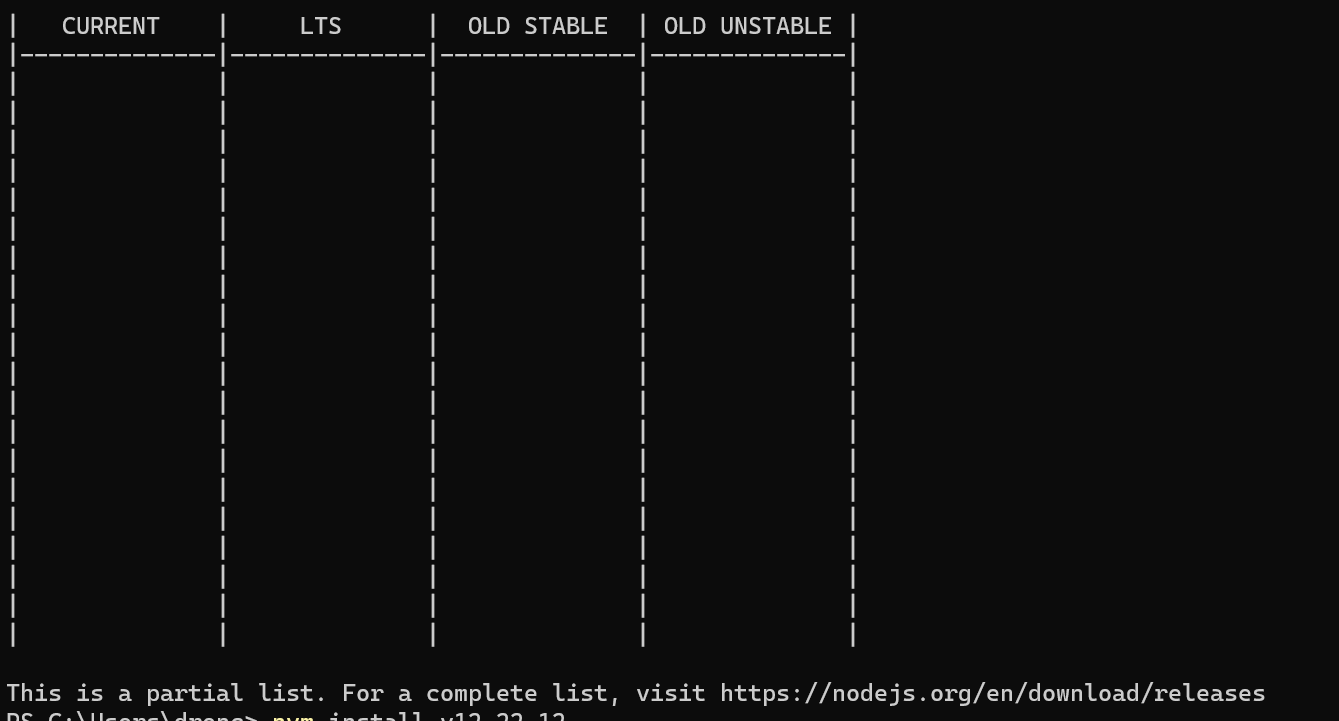 | CURRENT | LTS | OLD STABLE | OLD UNSTABLE |
|--------------|--------------|--------------|--------------|
This is a partial list. For a complete list, visit https://nodejs.org/en/download/releases
PS C:\Users\drone> nvm install v12.22.12